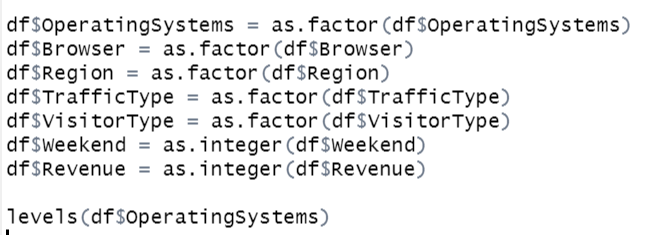 df$OperatingSystems = as.factor(df$OperatingSystems)
df$Browser = as.factor(df$Browser)
df$Region = as.factor(df$Region)
df$TrafficType = as.factor(df$TrafficType)
df$VisitorType = as.factor(df$VisitorType)
df$Weekend = as.integer(df$Weekend)
df$Revenue = as.integer(df$Revenue)
levels(df$OperatingSystems)